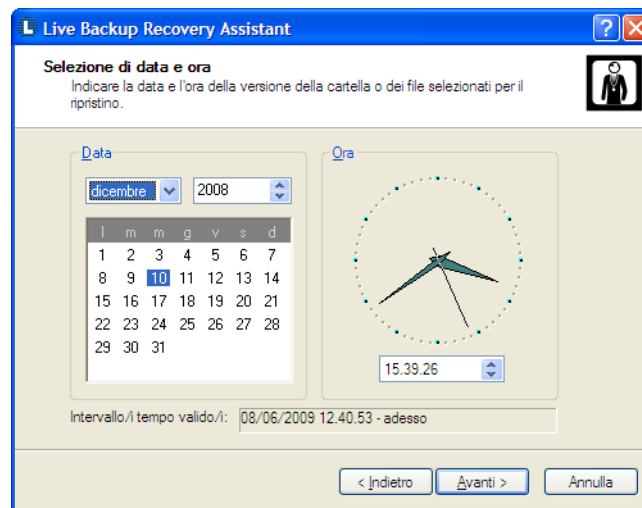 Live Backup Recovery Assistant
Selezione di data e ora
Indicare la data e l'ora della versione della cartella o dei file selezionati per il
ripristino.
Data
dicembre 2008
l m m g v s d
1 2 3 4 5 6 7
8 9 10 11 12 13 14
15 16 17 18 19 20 21
22 23 24 25 26 27 28
29 30 31
Ora
15.39.26
Intervallo/i tempo valido/i: 08/06/2009 12.40.53 - adesso
< Indietro Avanti > Annulla